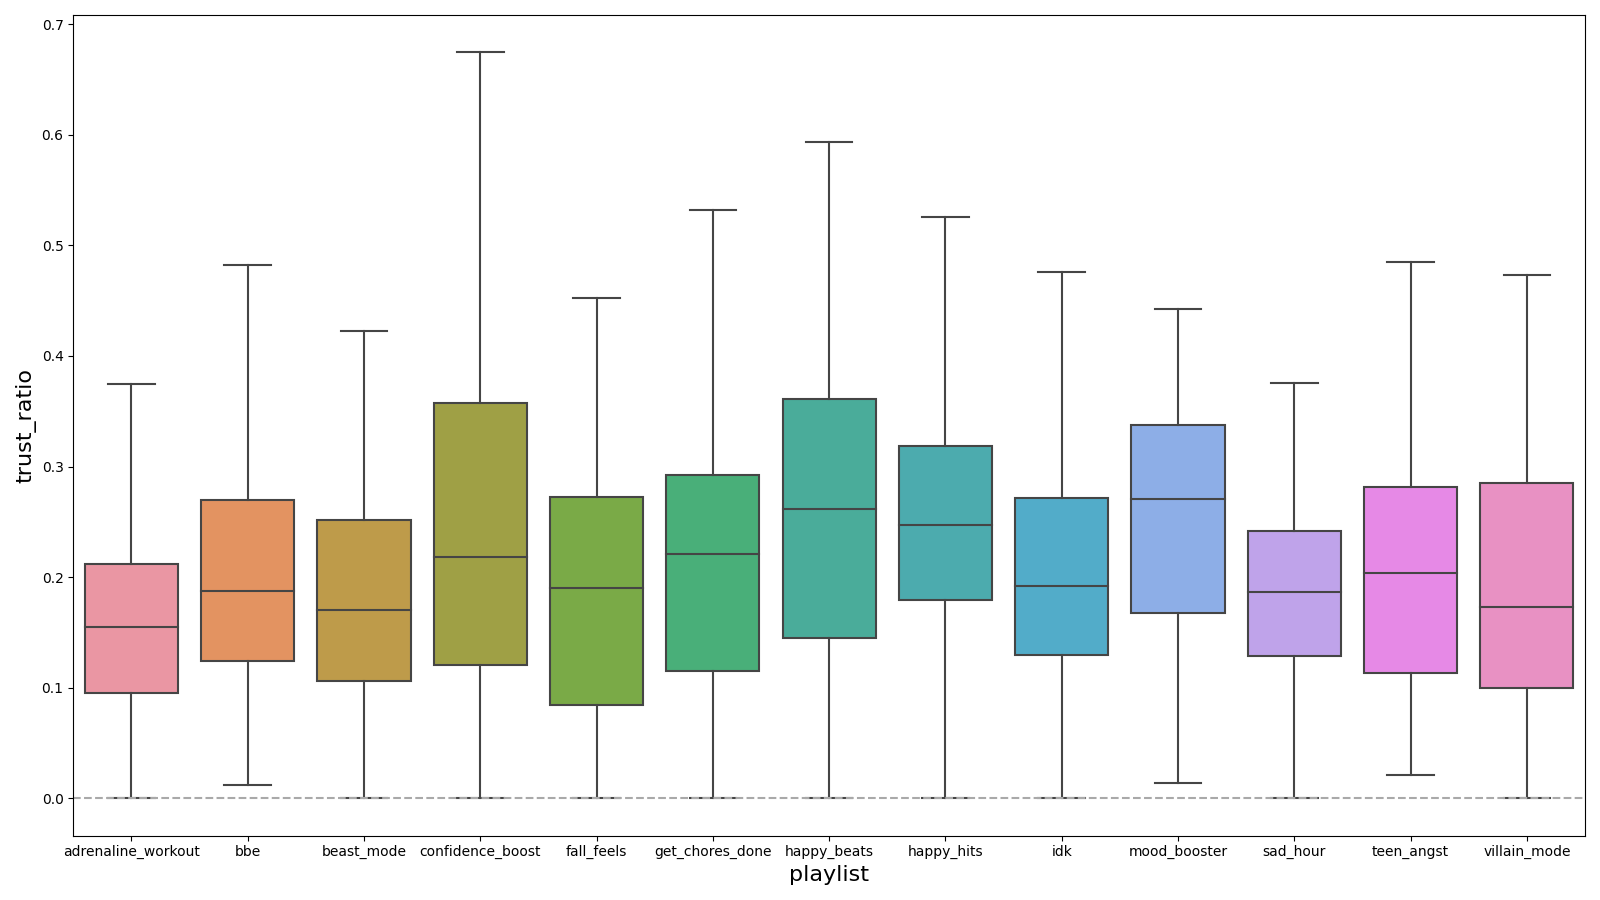 0.7
0.6
0.5
0.4
0.3
0.2
0.1
0.0
trust_ratio
adrenaline_workout bbe beast_mode confidence_boost fall_feels get_chores_done happy_beats happy_hits idk mood_booster sad_hour teen_angst villain_mode
playlist